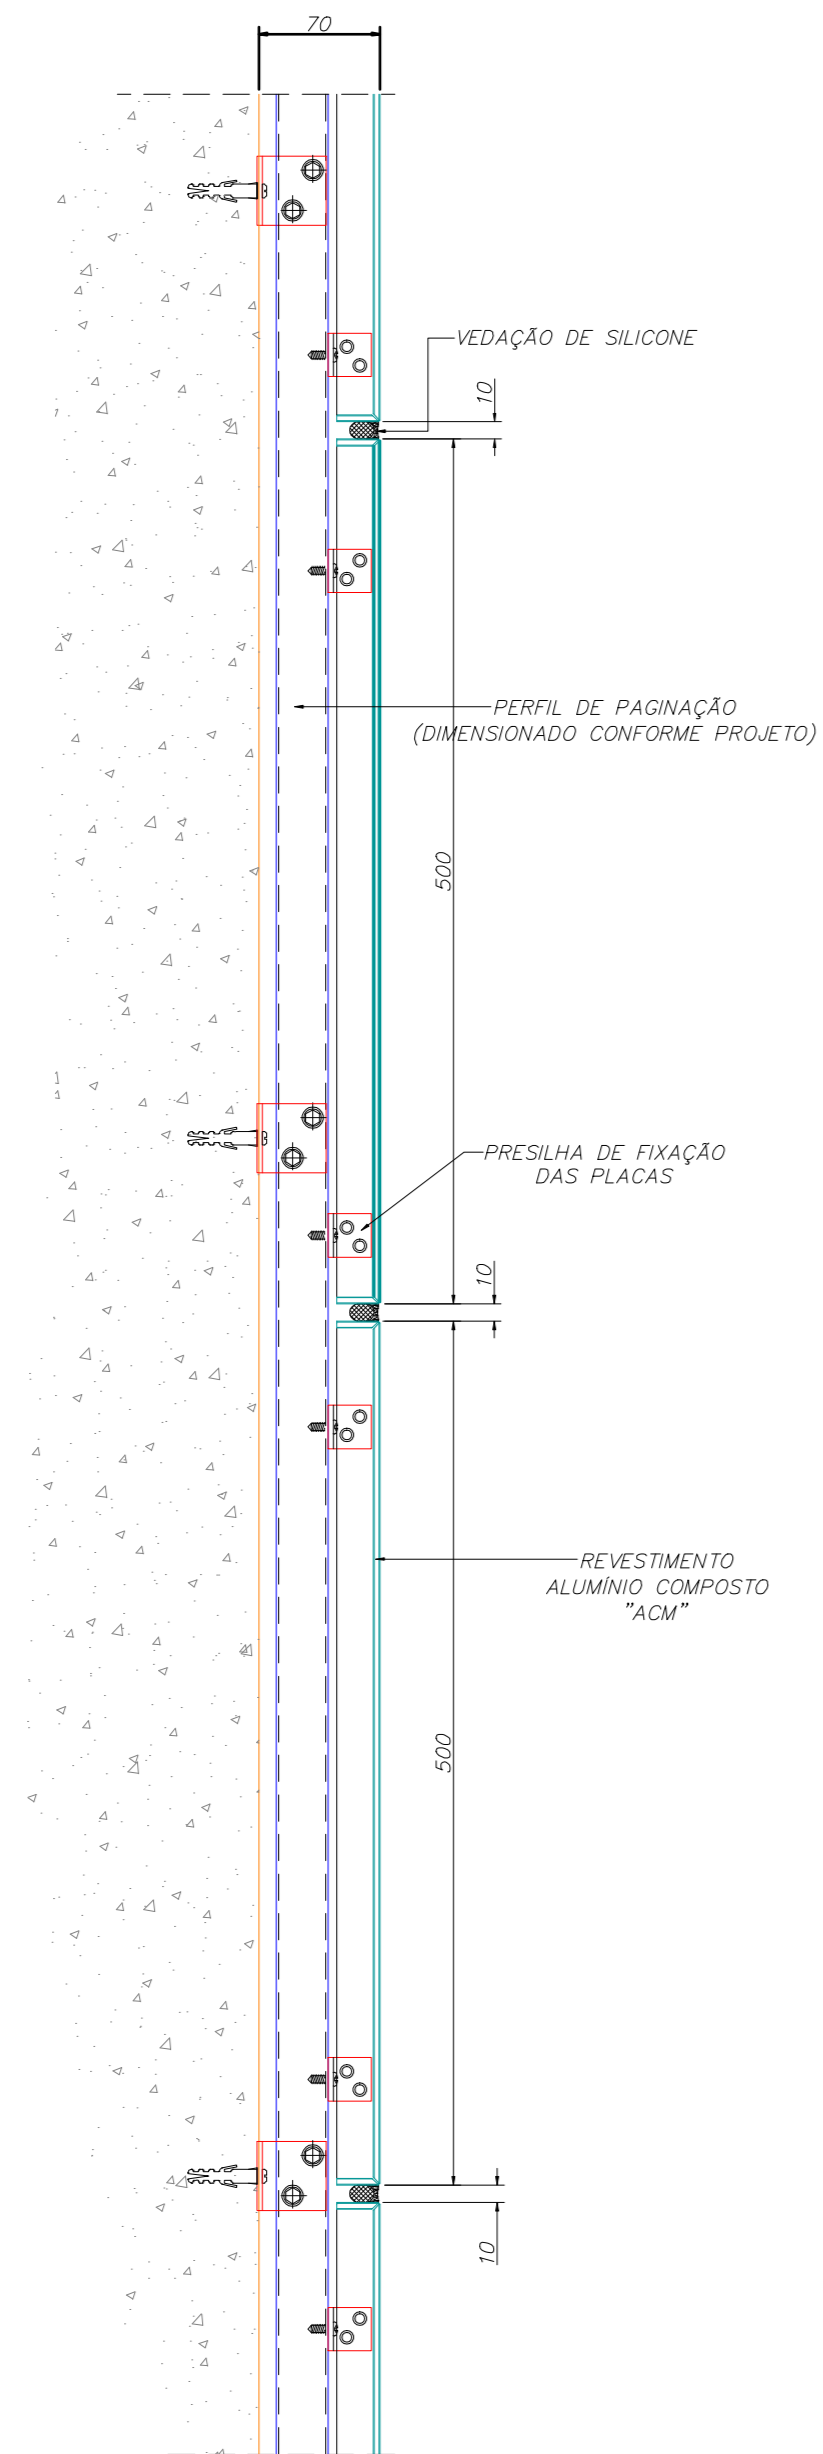 70
VEDAÇÃO DE SILICONE
10
PERFIL DE PAGINAÇÃO
(DIMENSIONADO CONFORME PROJETO)
500
PRESILHA DE FIXAÇÃO
DAS PLACAS
10
REVESTIMENTO
ALUMÍNIO COMPOSTO
"ACM"
500
10